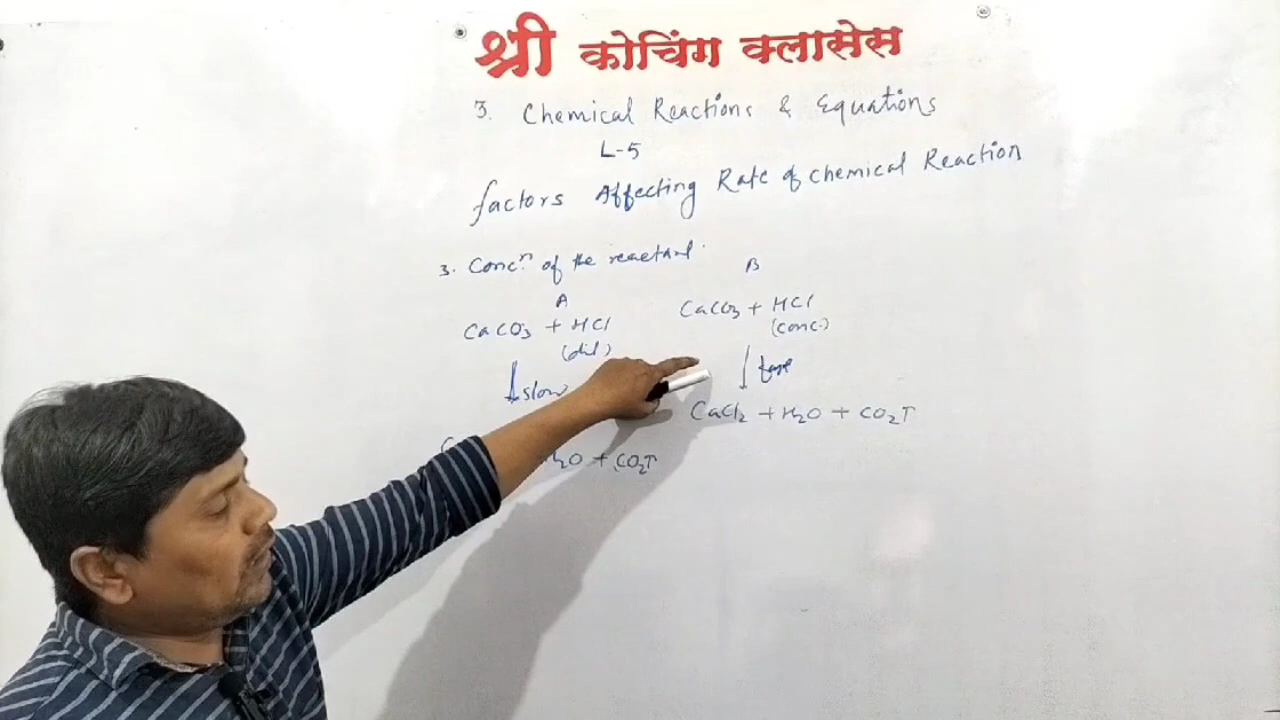 श्री कोचिंग क्लासेस
3. Chemical Reactions & Equations
L-5
factors Affecting Rate of chemical Reaction
3. Concⁿ. of the reactant.
A
CaCO₃ + HCl
(dil)
↓ slow
H₂O + CO₂↑
B
CaCO₃ + HCl
(conc.)
↓ fast
CaCl₂ + H₂O + CO₂↑